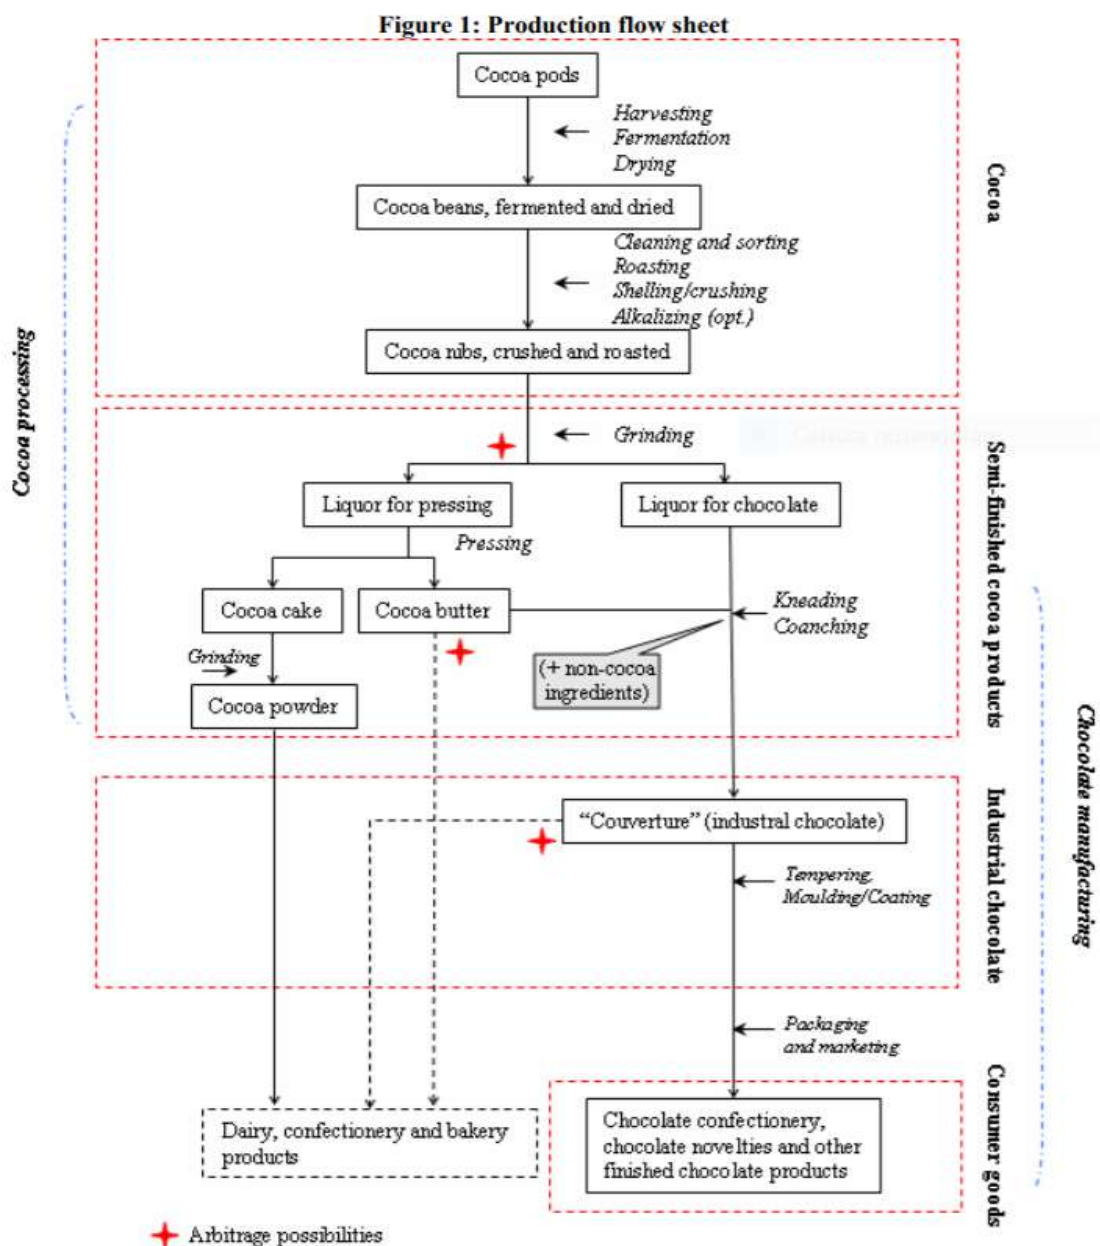 Figure 1: Production flow sheet
Cocoa pods
Harvesting
Fermentation
Drying
Cocoa beans, fermented and dried
Cleaning and sorting
Roasting
Shelling/crushing
Alkalizing (opt.)
Cocoa nibs, crushed and roasted
Cocoa
Cocoa processing
Grinding
Liquor for pressing
Liquor for chocolate
Pressing
Cocoa cake
Cocoa butter
Kneading
Coanching
Grinding
(+ non-cocoa
ingredients)
Cocoa powder
Semi-finished cocoa products
"Couverture" (industral chocolate)
Tempering,
Moulding/Coating
Industrial chocolate
Chocolate manufacturing
Packaging
and marketing
Dairy, confectionery and bakery
products
Chocolate confectionery,
chocolate novelties and other
finished chocolate products
Consumer goods
Arbitrage possibilities